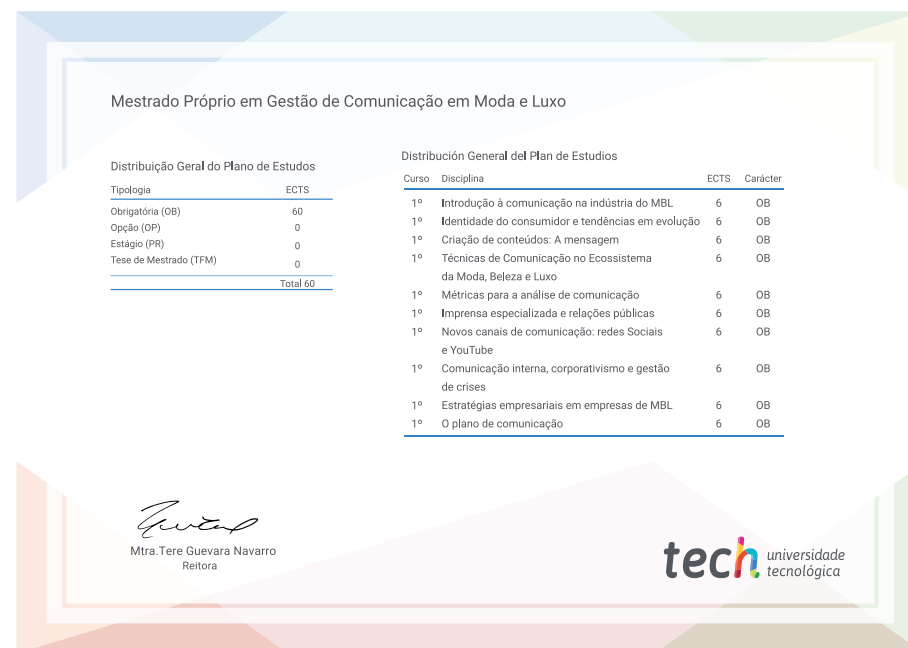 Mestrado Próprio em Gestão de Comunicação em Moda e Luxo
Distribuição Geral do Plano de Estudos
Tipologia ECTS
Obrigatória (OB) 60
Opção (OP) 0
Estágio (PR) 0
Tese de Mestrado (TFM) 0
Total 60
Distribución General del Plan de Estudios
Curso Disciplina ECTS Carácter
1º Introdução à comunicação na indústria do MBL 6 OB
1º Identidade do consumidor e tendências em evolução 6 OB
1º Criação de conteúdos: A mensagem 6 OB
1º Técnicas de Comunicação no Ecossistema 6 OB
da Moda, Beleza e Luxo
1º Métricas para a análise de comunicação 6 OB
1º Imprensa especializada e relações públicas 6 OB
1º Novos canais de comunicação: redes Sociais 6 OB
e YouTube
1º Comunicação interna, corporativismo e gestão 6 OB
de crises
1º Estratégias empresariais em empresas de MBL 6 OB
1º O plano de comunicação 6 OB
Mtra.Tere Guevara Navarro
Reitora
tech universidade
tecnológica